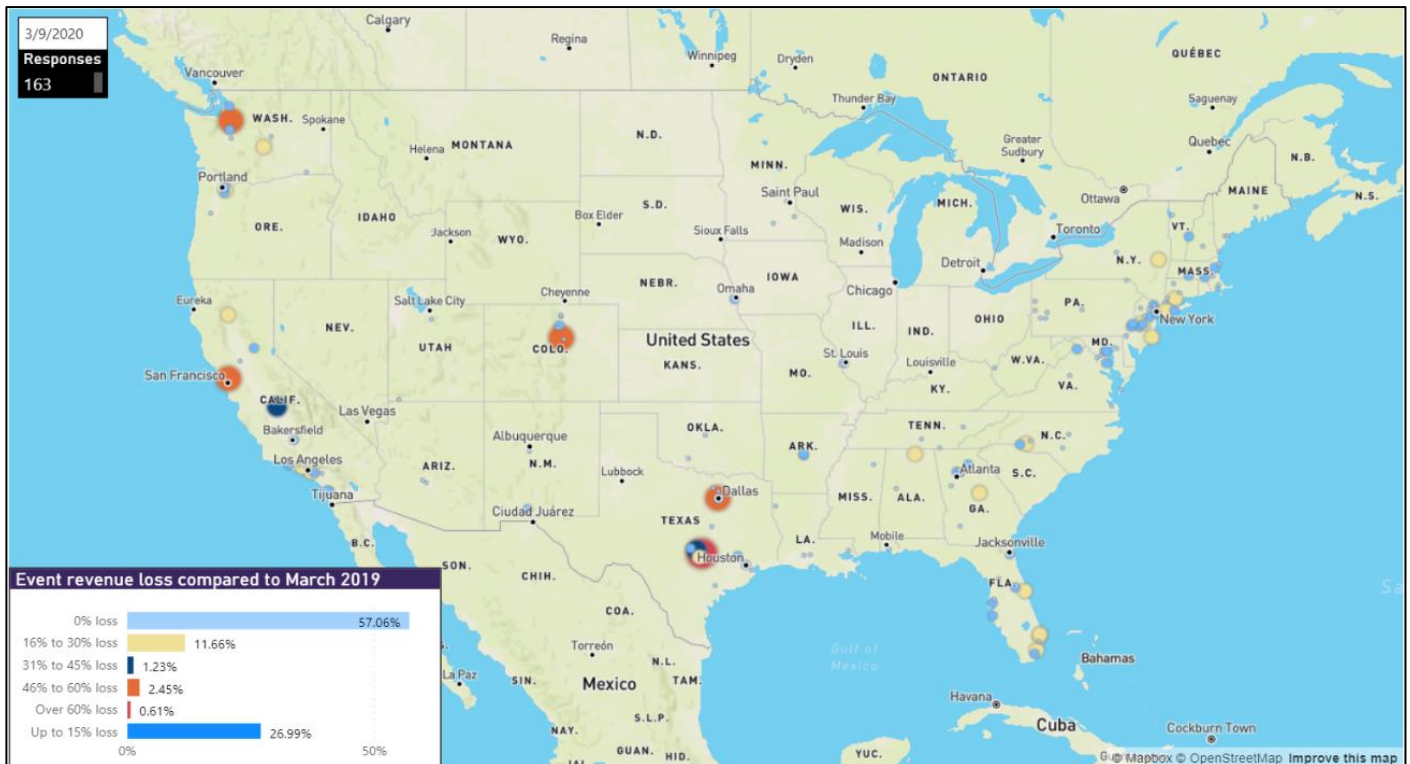 3/9/2020
Responses
163
Calgary
Regina
Winnipeg
Dryden
ONTARIO
QUÉBEC
Vancouver
Thunder Bay
Saguenay
WASH.
Spokane
Greater
Sudbury
Quebec
N.D.
Helena
MONTANA
MINN.
N.B.
Portland
Saint Paul
Ottawa
MAINE
N.S.
ORE.
IDAHO
Box Elder
S.D.
WIS.
MICH.
VT.
Jackson
WYO.
Sioux Falls
Madison
Toronto
N.Y.
Detroit
MASS.
IOWA
NEBR.
Omaha
Chicago
Eureka
Salt Lake City
Cheyenne
PA.
New York
NEV.
ILL.
IND.
OHIO
UTAH
COLO.
United States
MD.
San Francisco
KANS.
St. Louis
Louisville
W.VA.
MO.
VA.
KY.
CALIF.
Las Vegas
Bakersfield
Albuquerque
OKLA.
TENN.
N.C.
ARK.
Los Angeles
ARIZ.
N.M.
Lubbock
Atlanta
S.C.
Tijuana
Dallas
MISS.
ALA.
GA.
Ciudad Juárez
TEXAS
B.C.
LA.
Mobile
Jacksonville
Houston
SON.
CHIH.
FLA.
COA.
Torreón
Gulf of
Mexico
Bahamas
La Paz
SIN.
N.L.
Mexico
TAM.
Havana
S.L.P.
Cuba
Cockburn Town
NAY.
GUAN.
HID.
YUC.
Event revenue loss compared to March 2019
0% loss
57.06%
16% to 30% loss
11.66%
31% to 45% loss
1.23%
46% to 60% loss
2.45%
Over 60% loss
0.61%
Up to 15% loss
26.99%
0%
50%
© Mapbox © OpenStreetMap Improve this map